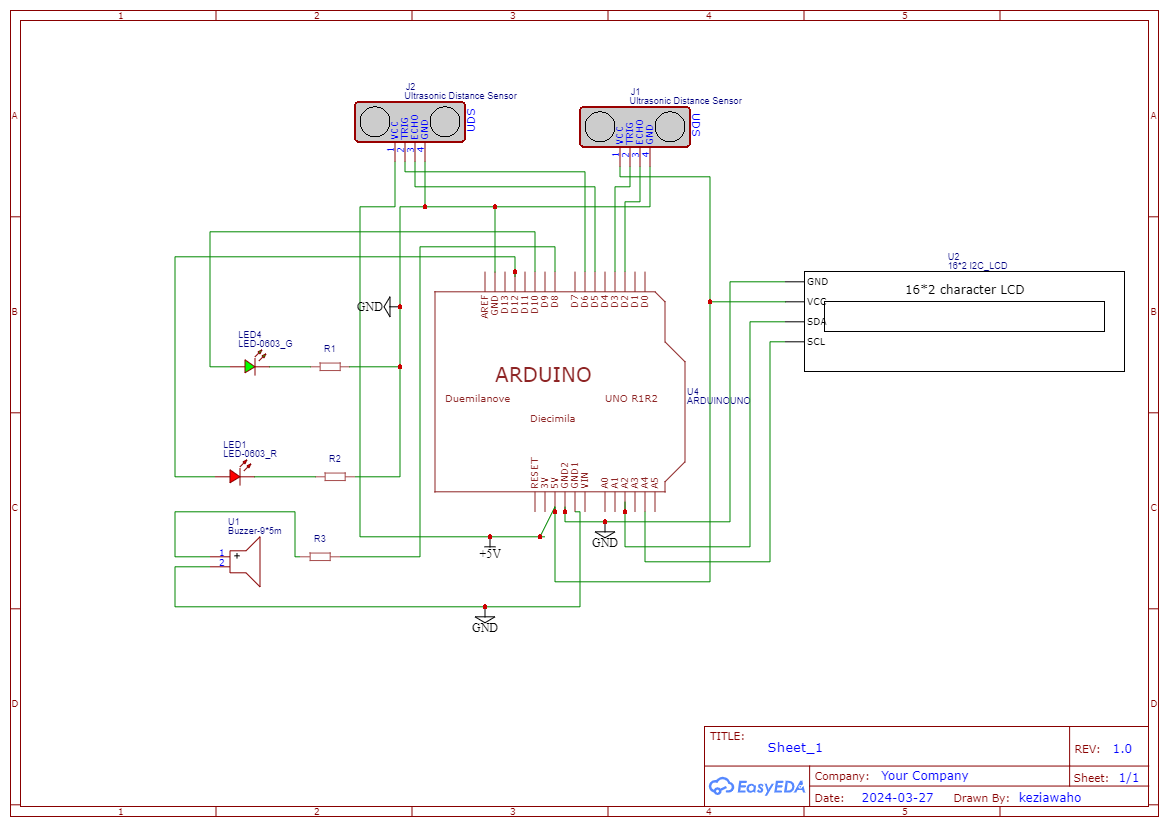 1 2 3 4 5
A
B
C
D
A
B
C
D
J2
Ultrasonic Distance Sensor
UDS
VCC
TRIG
ECHO
GND
1
2
3
4
J1
Ultrasonic Distance Sensor
UDS
VCC
TRIG
ECHO
GND
1
2
3
4
U2
16*2 I2C_LCD
GND
VCC
SDA
SCL
16*2 character LCD
GND
AREF
GND
D13
D12
D11
D10
D9
D8
D7
D6
D5
D4
D3
D2
D1
D0
LED4
LED-0603_G
R1
ARDUINO
Duemilanove
UNO R1R2
Diecimila
U4
ARDUINOUNO
LED1
LED-0603_R
R2
RESET
3V
5V
GND2
GND1
VIN
A0
A1
A2
A3
A4
A5
U1
Buzzer-9*5m
1
2
+
R3
+5V
GND
GND
TITLE:
Sheet_1
REV: 1.0
EasyEDA
Company: Your Company
Sheet: 1/1
Date: 2024-03-27 Drawn By: keziawaho
1 2 3 4 5